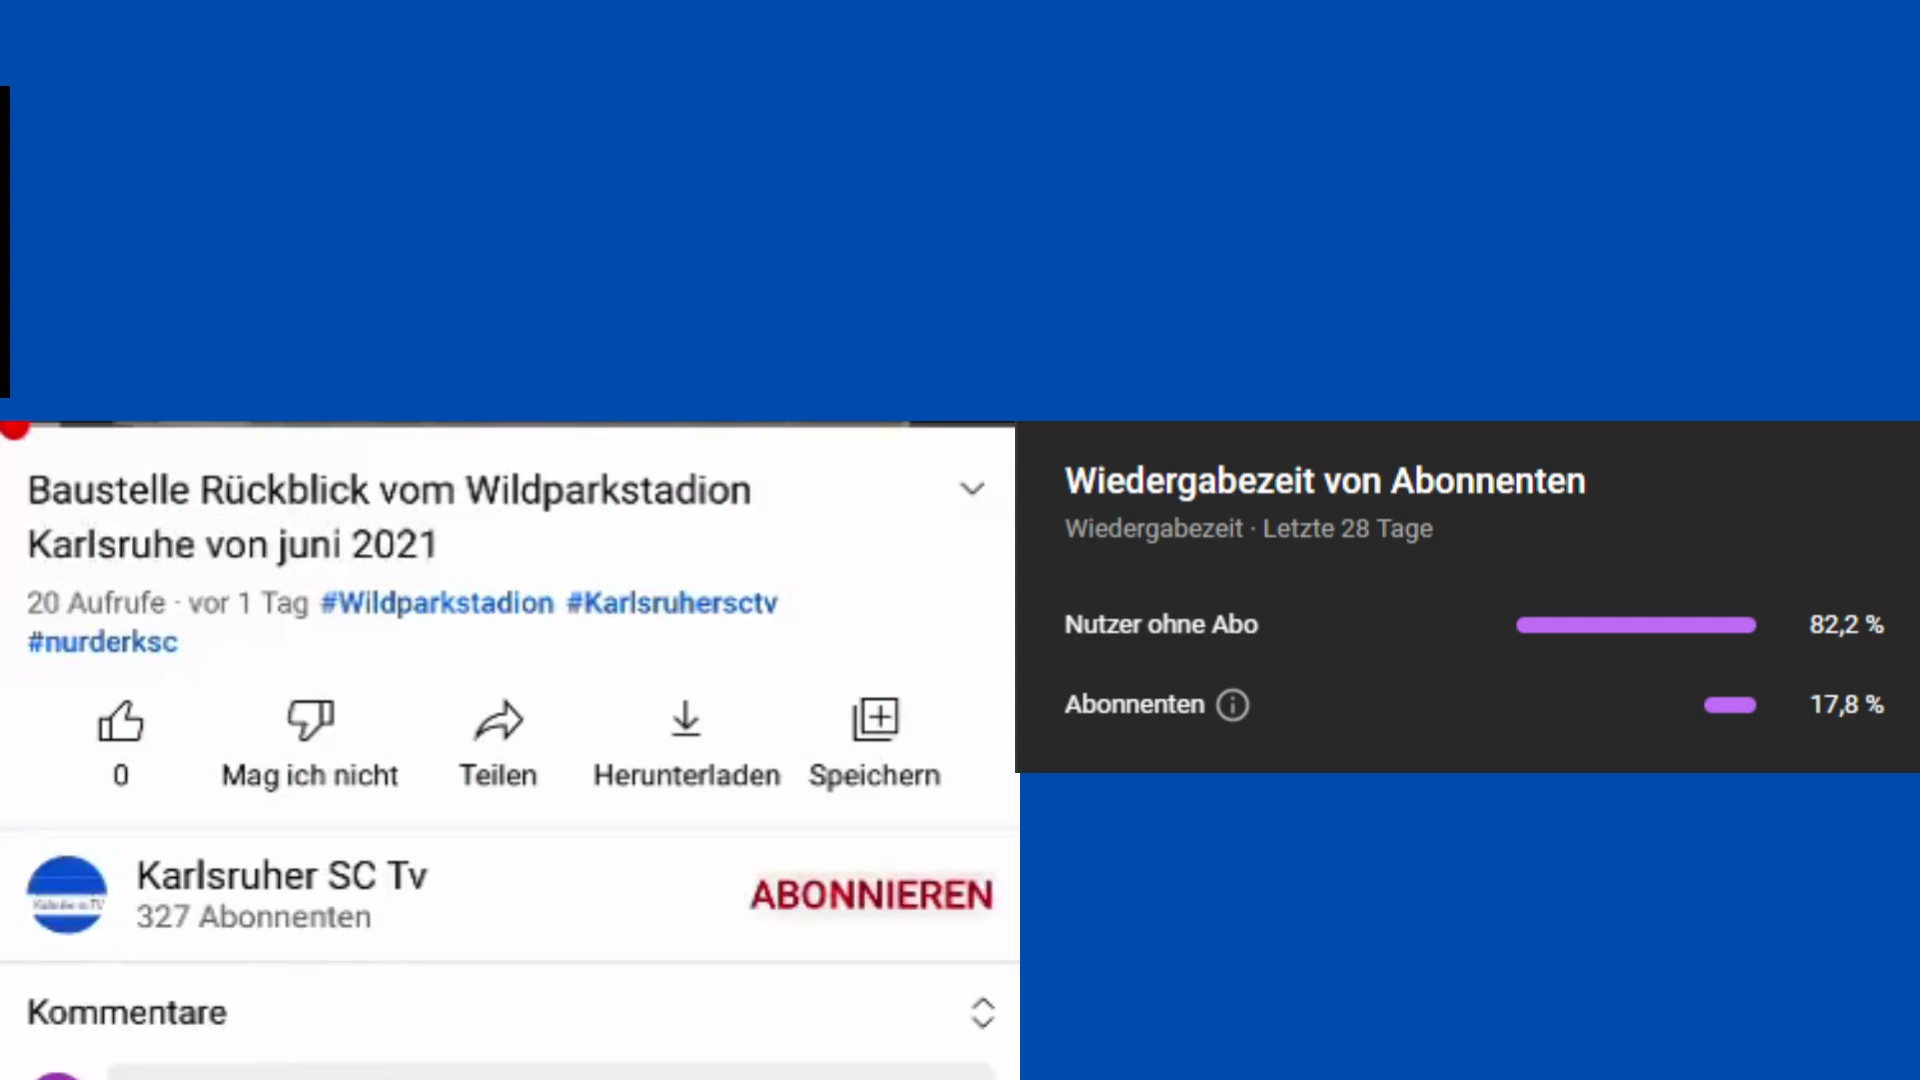 Baustelle Rückblick vom Wildparkstadion
Karlsruhe von juni 2021
20 Aufrufe · vor 1 Tag #Wildparkstadion #Karlsruhersctv
#nurderksc
0
Mag ich nicht
Teilen
Herunterladen
Speichern
Karlsruher SC Tv
327 Abonnenten
ABONNIEREN
Kommentare
Wiedergabezeit von Abonnenten
Wiedergabezeit · Letzte 28 Tage
Nutzer ohne Abo 82,2 %
Abonnenten 17,8 %